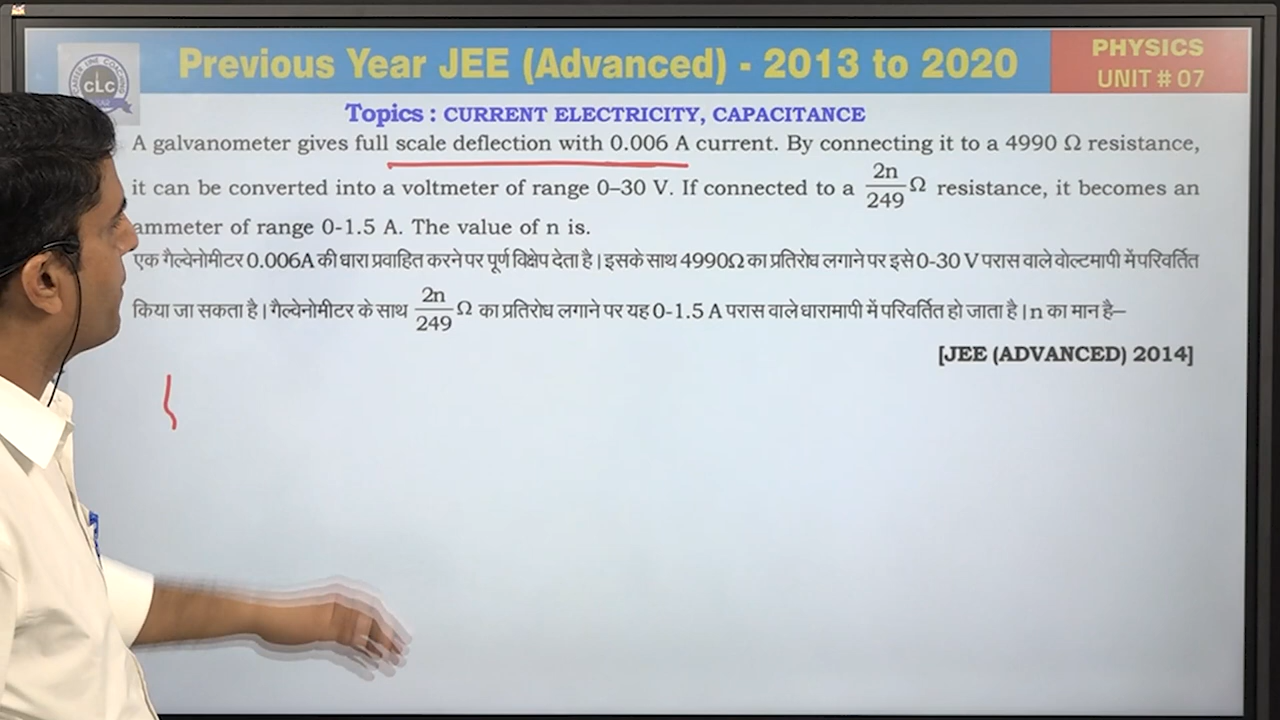 Previous Year JEE (Advanced) - 2013 to 2020
PHYSICS
UNIT # 07
CLC
Topics : CURRENT ELECTRICITY, CAPACITANCE
A galvanometer gives full scale deflection with 0.006 A current. By connecting it to a 4990 Ω resistance,
it can be converted into a voltmeter of range 0–30 V. If connected to a 2n/249 Ω resistance, it becomes an
ammeter of range 0-1.5 A. The value of n is.
एक गैल्वेनोमीटर 0.006A की धारा प्रवाहित करने पर पूर्ण विक्षेप देता है। इसके साथ 4990Ω का प्रतिरोध लगाने पर इसे 0-30 V परास वाले वोल्टमापी में परिवर्तित
किया जा सकता है। गैल्वेनोमीटर के साथ 2n/249 Ω का प्रतिरोध लगाने पर यह 0-1.5 A परास वाले धारामापी में परिवर्तित हो जाता है। n का मान है–
[JEE (ADVANCED) 2014]